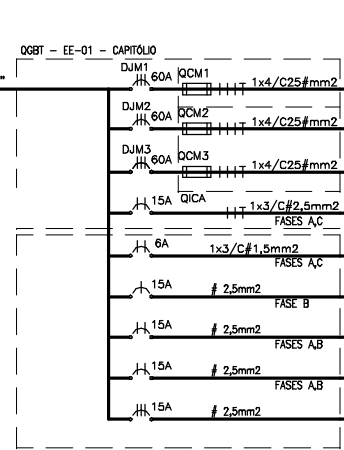 QGBT - EE-01 - CAPITÓLIO
"
DJM1 60A QCM1 1x4/C25#mm2
DJM2 60A QCM2 1x4/C25#mm2
DJM3 60A QCM3 1x4/C25#mm2
15A QICA 1x3/C#2,5mm2
FASES A,C
6A 1x3/C#1,5mm2
FASES A,C
15A # 2,5mm2
FASE B
15A # 2,5mm2
FASES A,B
15A # 2,5mm2
FASES A,B
15A # 2,5mm2